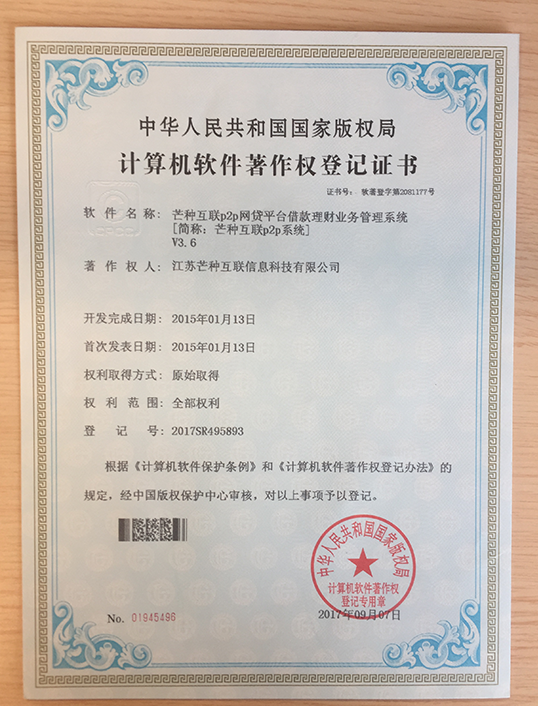 中华人民共和国国家版权局
计算机软件著作权登记证书
证书号： 软著登字第2081177号
软件名称： 芒种互联p2p网贷平台借款理财业务管理系统
[简称：芒种互联p2p系统]
V3.6
著作权人： 江苏芒种互联信息科技有限公司
开发完成日期： 2015年01月13日
首次发表日期： 2015年01月13日
权利取得方式： 原始取得
权利范围： 全部权利
登记号： 2017SR495893
根据《计算机软件保护条例》和《计算机软件著作权登记办法》的
规定，经中国版权保护中心审核，对以上事项予以登记。
中华人民共和国国家版权局
计算机软件著作权
登记专用章
No. 01945496
2017年09月07日